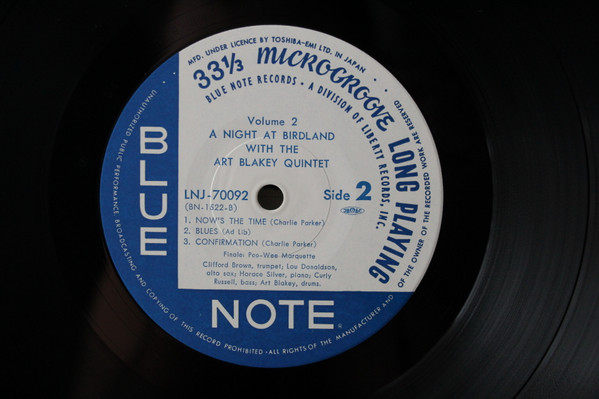 MFD. UNDER LICENCE BY TOSHIBA-EMI LTD. IN JAPAN
33⅓ MICROGROOVE LONG PLAYING
BLUE NOTE RECORDS • A DIVISION OF LIBERTY RECORDS, INC.
Volume 2
A NIGHT AT BIRDLAND
WITH THE
ART BLAKEY QUINTET
LNJ-70092 Side 2
(BN-1522-B)
1. NOW'S THE TIME (Charlie Parker)
2. BLUES (Ad Lib)
3. CONFIRMATION (Charlie Parker)
Finale: Pee-Wee Marquette
Clifford Brown, trumpet; Lou Donaldson,
alto sax; Horace Silver, piano; Curly
Russell, bass; Art Blakey, drums.
BLUE
NOTE
UNAUTHORIZED PUBLIC PERFORMANCE, BROADCASTING AND COPYING OF THIS RECORD PROHIBITED • ALL RIGHTS OF THE MANUFACTURER AND OF THE OWNER OF THE RECORDED WORK ARE RESERVED